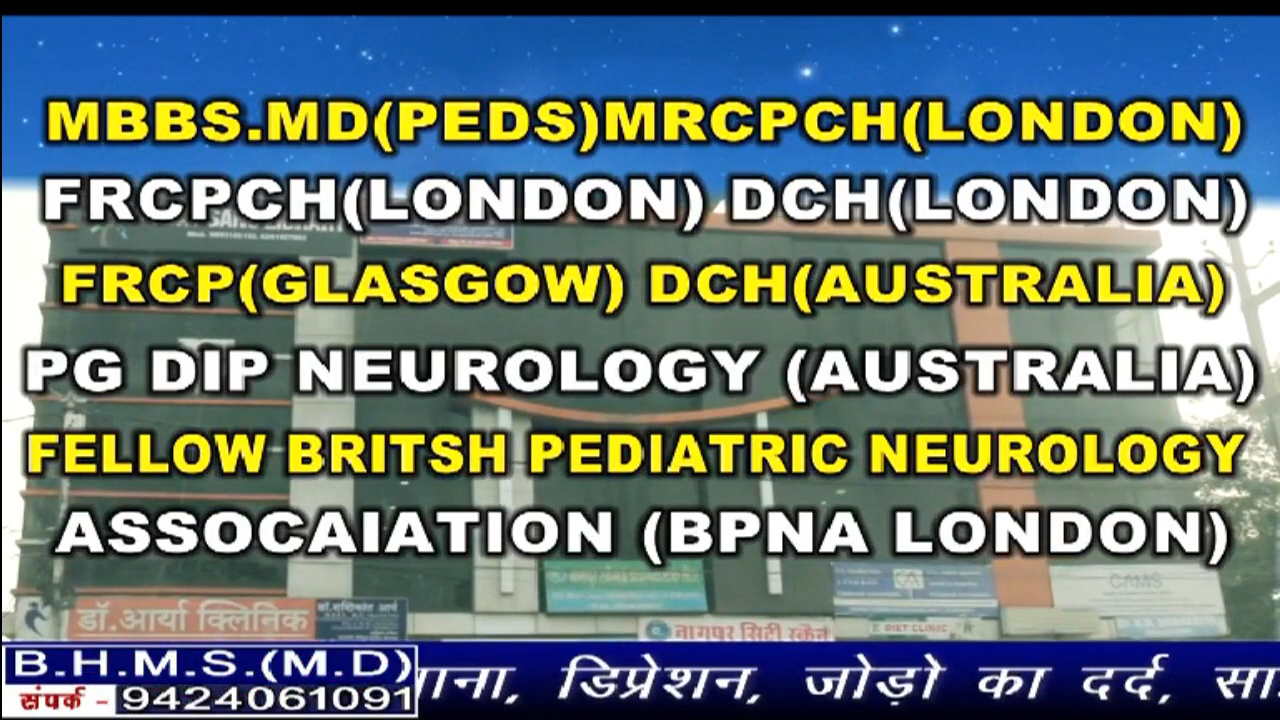 MBBS.MD(PEDS)MRCPCH(LONDON)
FRCPCH(LONDON) DCH(LONDON)
FRCP(GLASGOW) DCH(AUSTRALIA)
PG DIP NEUROLOGY (AUSTRALIA)
FELLOW BRITSH PEDIATRIC NEUROLOGY
ASSOCAIATION (BPNA LONDON)
CAMS
डॉ.आर्या क्लिनिक
नागपुर सिटी स्कैन
DIET CLINIC
B.H.M.S.(M.D)
संपर्क - 9424061091
डिप्रेशन, जोड़ो का दर्द,